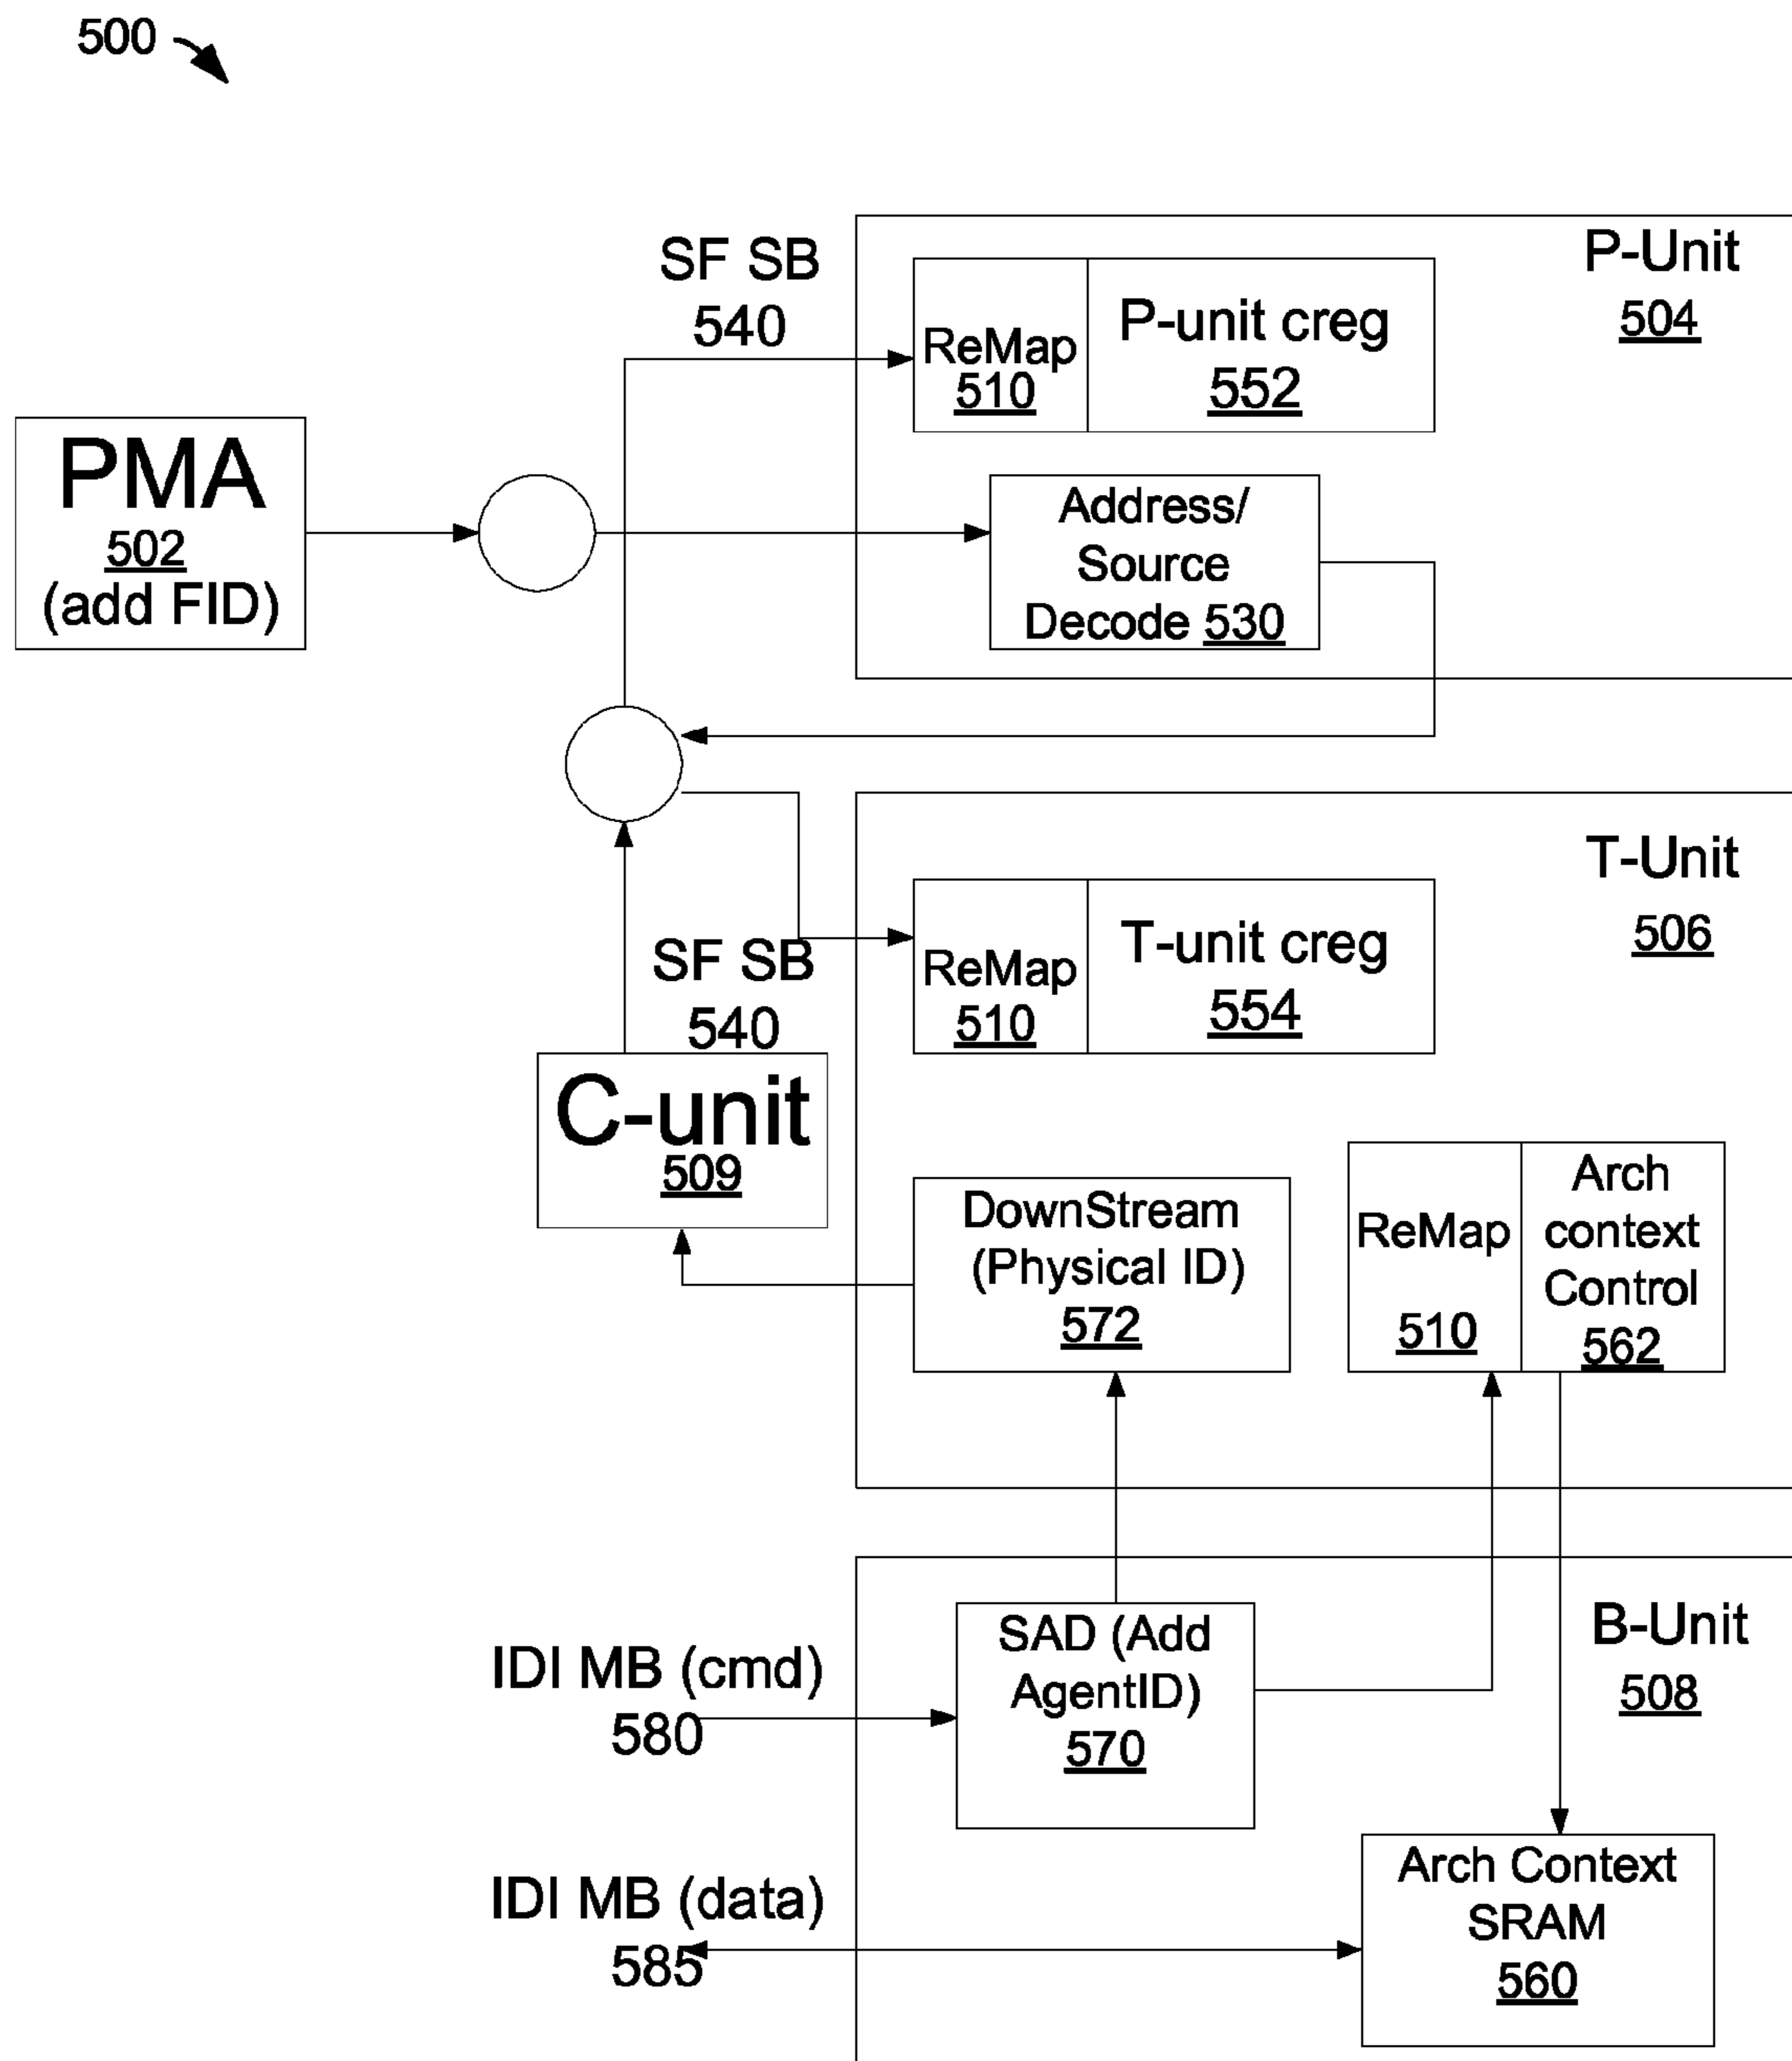 500
SF SB
540
P-Unit
504
ReMap
510
P-unit creg
552
PMA
502
(add FID)
Address/
Source
Decode 530
T-Unit
506
SF SB
540
ReMap
510
T-unit creg
554
C-unit
509
DownStream
(Physical ID)
572
ReMap
510
Arch
context
Control
562
B-Unit
508
IDI MB (cmd)
580
SAD (Add
AgentID)
570
IDI MB (data)
585
Arch Context
SRAM
560